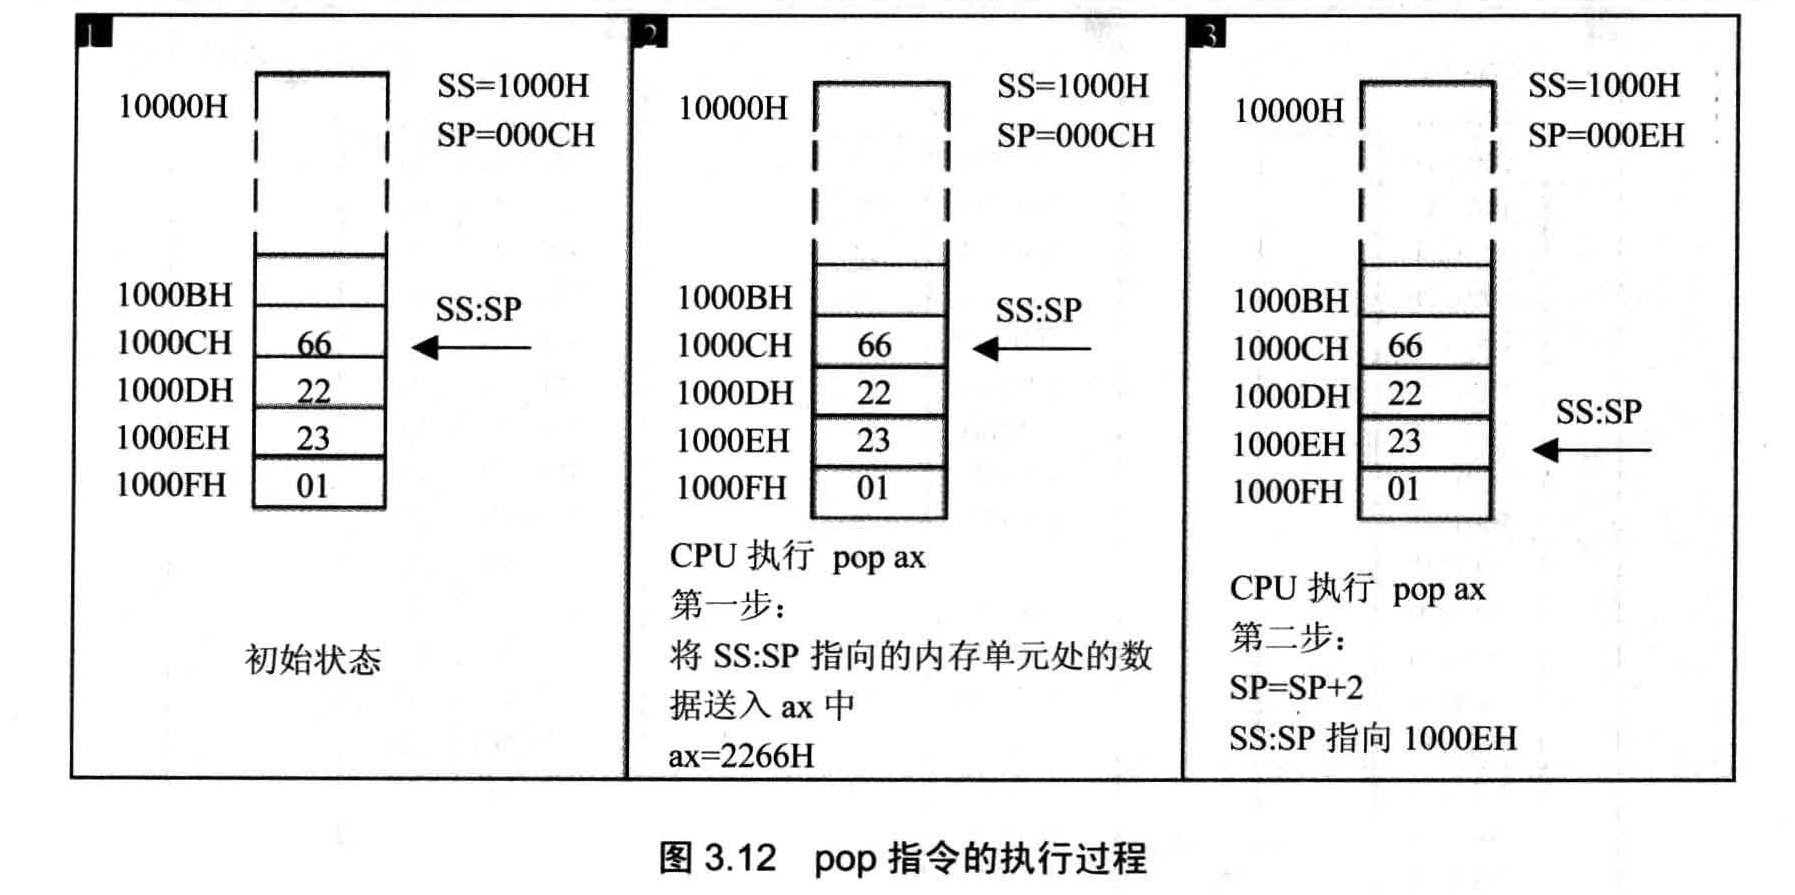 1
10000H
SS=1000H
SP=000CH
1000BH
1000CH 66
1000DH 22
1000EH 23
1000FH 01
SS:SP
初始状态
2
10000H
SS=1000H
SP=000CH
1000BH
1000CH 66
1000DH 22
1000EH 23
1000FH 01
SS:SP
CPU 执行 pop ax
第一步：
将 SS:SP 指向的内存单元处的数
据送入 ax 中
ax=2266H
3
10000H
SS=1000H
SP=000EH
1000BH
1000CH 66
1000DH 22
1000EH 23
1000FH 01
SS:SP
CPU 执行 pop ax
第二步：
SP=SP+2
SS:SP 指向 1000EH
图 3.12 pop 指令的执行过程